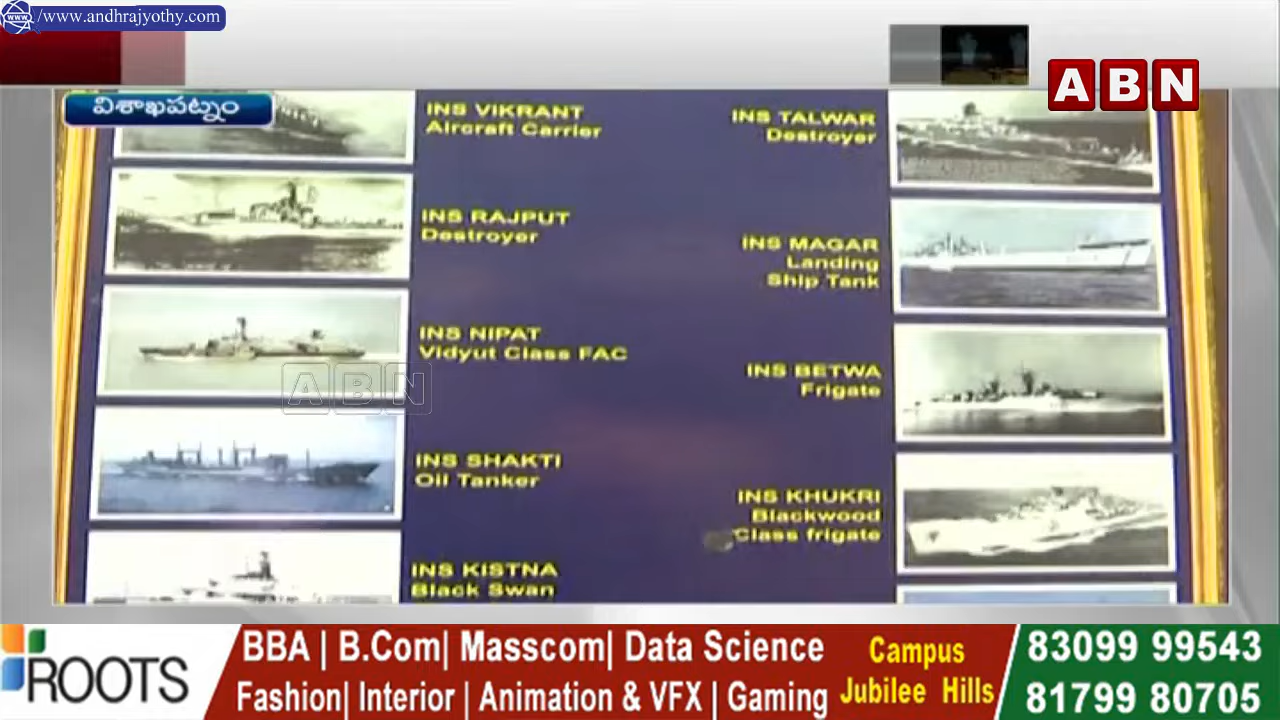 www /www.andhrajyothy.com
ABN
విశాఖపట్నం
INS VIKRANT
Aircraft Carrier
INS RAJPUT
Destroyer
INS NIPAT
Vidyut Class FAC
INS SHAKTI
Oil Tanker
INS KISTNA
Black Swan
INS TALWAR
Destroyer
INS MAGAR
Landing
Ship Tank
INS BETWA
Frigate
INS KHUKRI
Blackwood
Class frigate
ABN
ROOTS
BBA | B.Com| Masscom| Data Science
Fashion| Interior | Animation & VFX | Gaming
Campus
Jubilee Hills
83099 99543
81799 80705